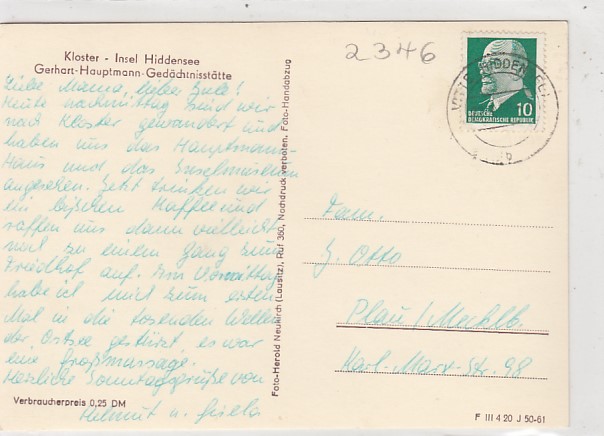 Kloster - Insel Hiddensee
Gerhart-Hauptmann-Gedächtnisstätte
Liebe Mama, lieber
Heute nachmittag sind wir
nach Kloster gewandert und
haben uns das Hauptmann-
Haus und das Inselmuseum
angesehen. Jetzt trinken wir
ein bißchen Kaffee und
raffen uns dann vielleicht
mal zu einem Gang zum
Friedhof auf. Am Vormittag
habe ich mich zum ersten
Mal in die tosenden Wellen
der Ostsee gestürzt, es war
eine Großmassage.
Herzliche Sonntagsgrüße von
Helmut u. Gisela
Verbraucherpreis 0,25 DM
Foto-Herold Neukirch (Lausitz), Ruf 360, Nachdruck verboten, Foto-Handabzug
2346
10
DEUTSCHE
DEMOKRATISCHE REPUBLIK
Fam.
Otto
Plau / Mecklb.
Karl-Marx-Str. 98
F III 4 20 J 50-61